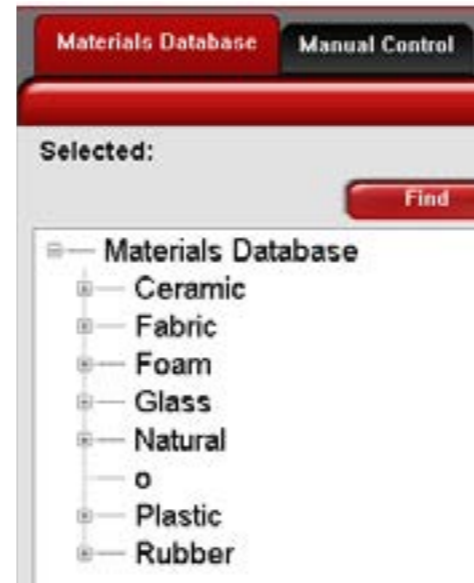 Materials Database Manual Control
Selected:
Find
Materials Database
Ceramic
Fabric
Foam
Glass
Natural
o
Plastic
Rubber